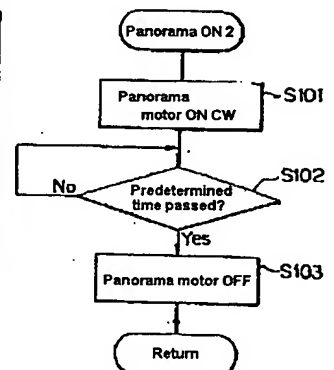 Panorama ON 2
Panorama
motor ON CW
S101
No
Predetermined
time passed?
S102
Yes
Panorama motor OFF
S103
Return